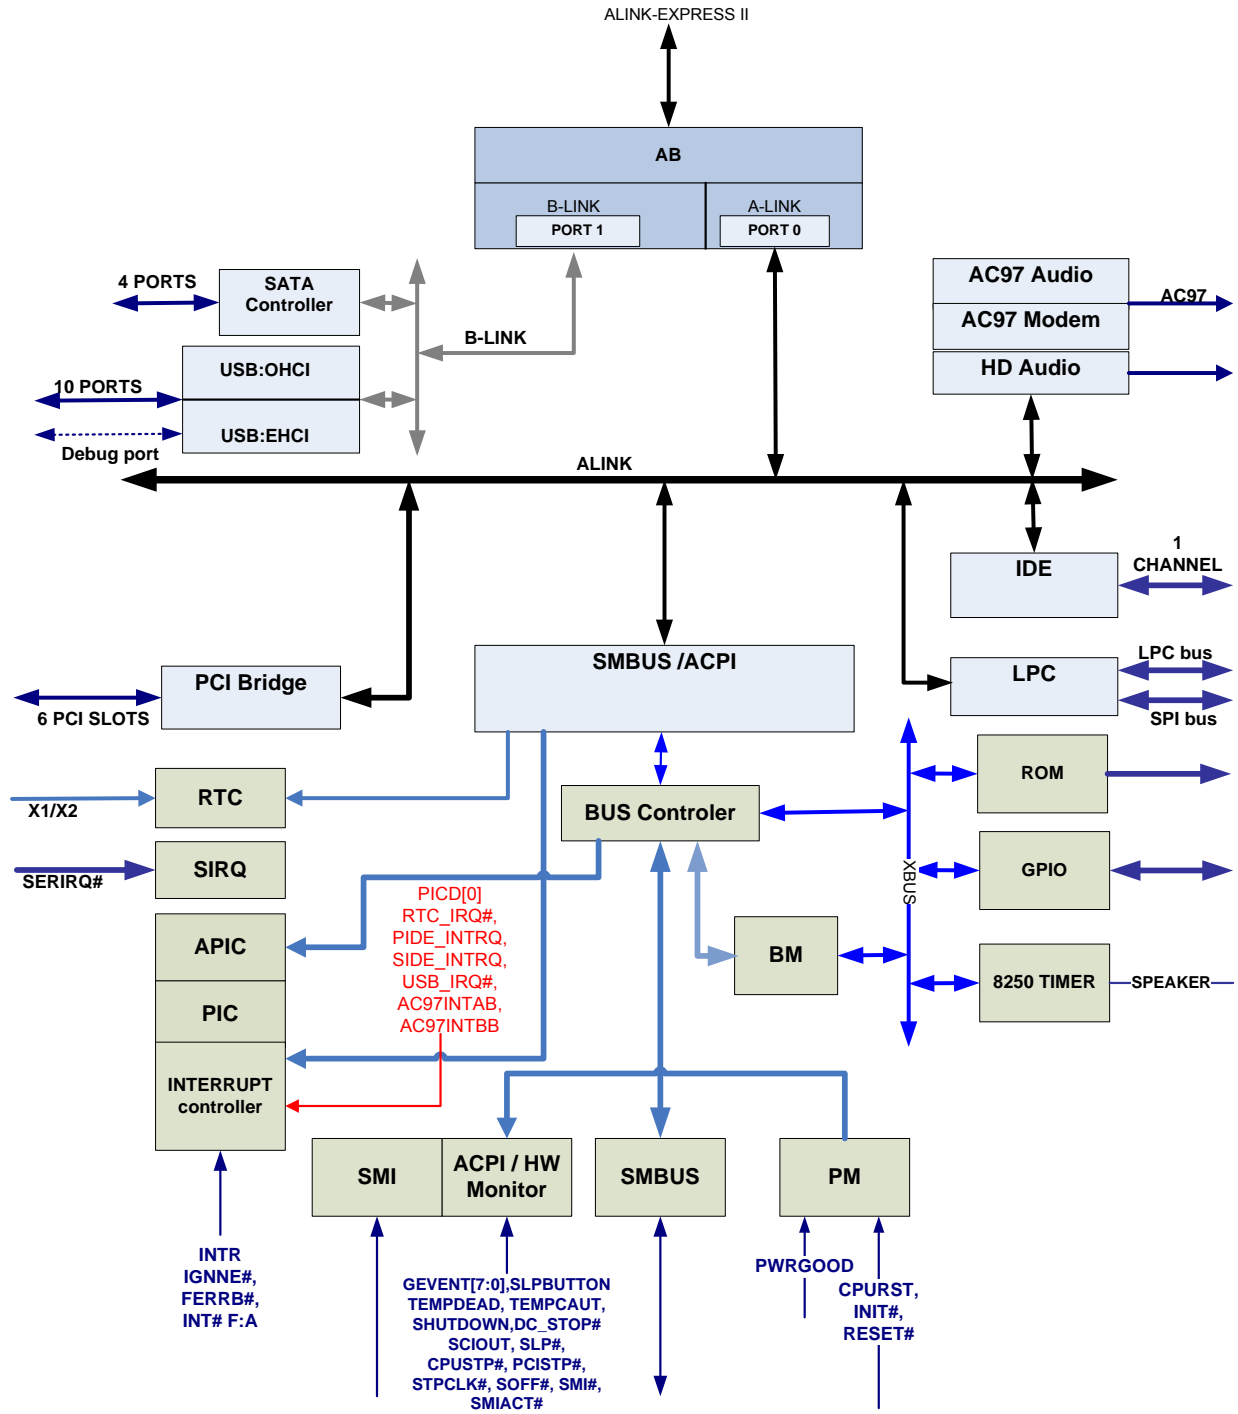 ALINK-EXPRESS II
AB
B-LINK
PORT 1
A-LINK
PORT 0
4 PORTS
SATA
Controller
B-LINK
USB:OHCI
10 PORTS
USB:EHCI
Debug port
AC97 Audio
AC97
AC97 Modem
HD Audio
ALINK
IDE
1
CHANNEL
SMBUS /ACPI
PCI Bridge
6 PCI SLOTS
LPC
LPC bus
SPI bus
RTC
X1/X2
BUS Controler
ROM
SIRQ
SERIRQ#
XBUS
GPIO
PICD[0]
RTC_IRQ#,
PIDE_INTRQ,
SIDE_INTRQ,
USB_IRQ#,
AC97INTAB,
AC97INTBB
APIC
PIC
INTERRUPT
controller
BM
8250 TIMER
SPEAKER
SMI
ACPI / HW
Monitor
SMBUS
PM
INTR
IGNNE#,
FERRB#,
INT# F:A
GEVENT[7:0],SLPBUTTON
TEMPDEAD, TEMPCAUT,
SHUTDOWN,DC_STOP#
SCIOUT, SLP#,
CPUSTP#, PCISTP#,
STPCLK#, SOFF#, SMI#,
SMIACT#
PWRGOOD
CPURST,
INIT#,
RESET#